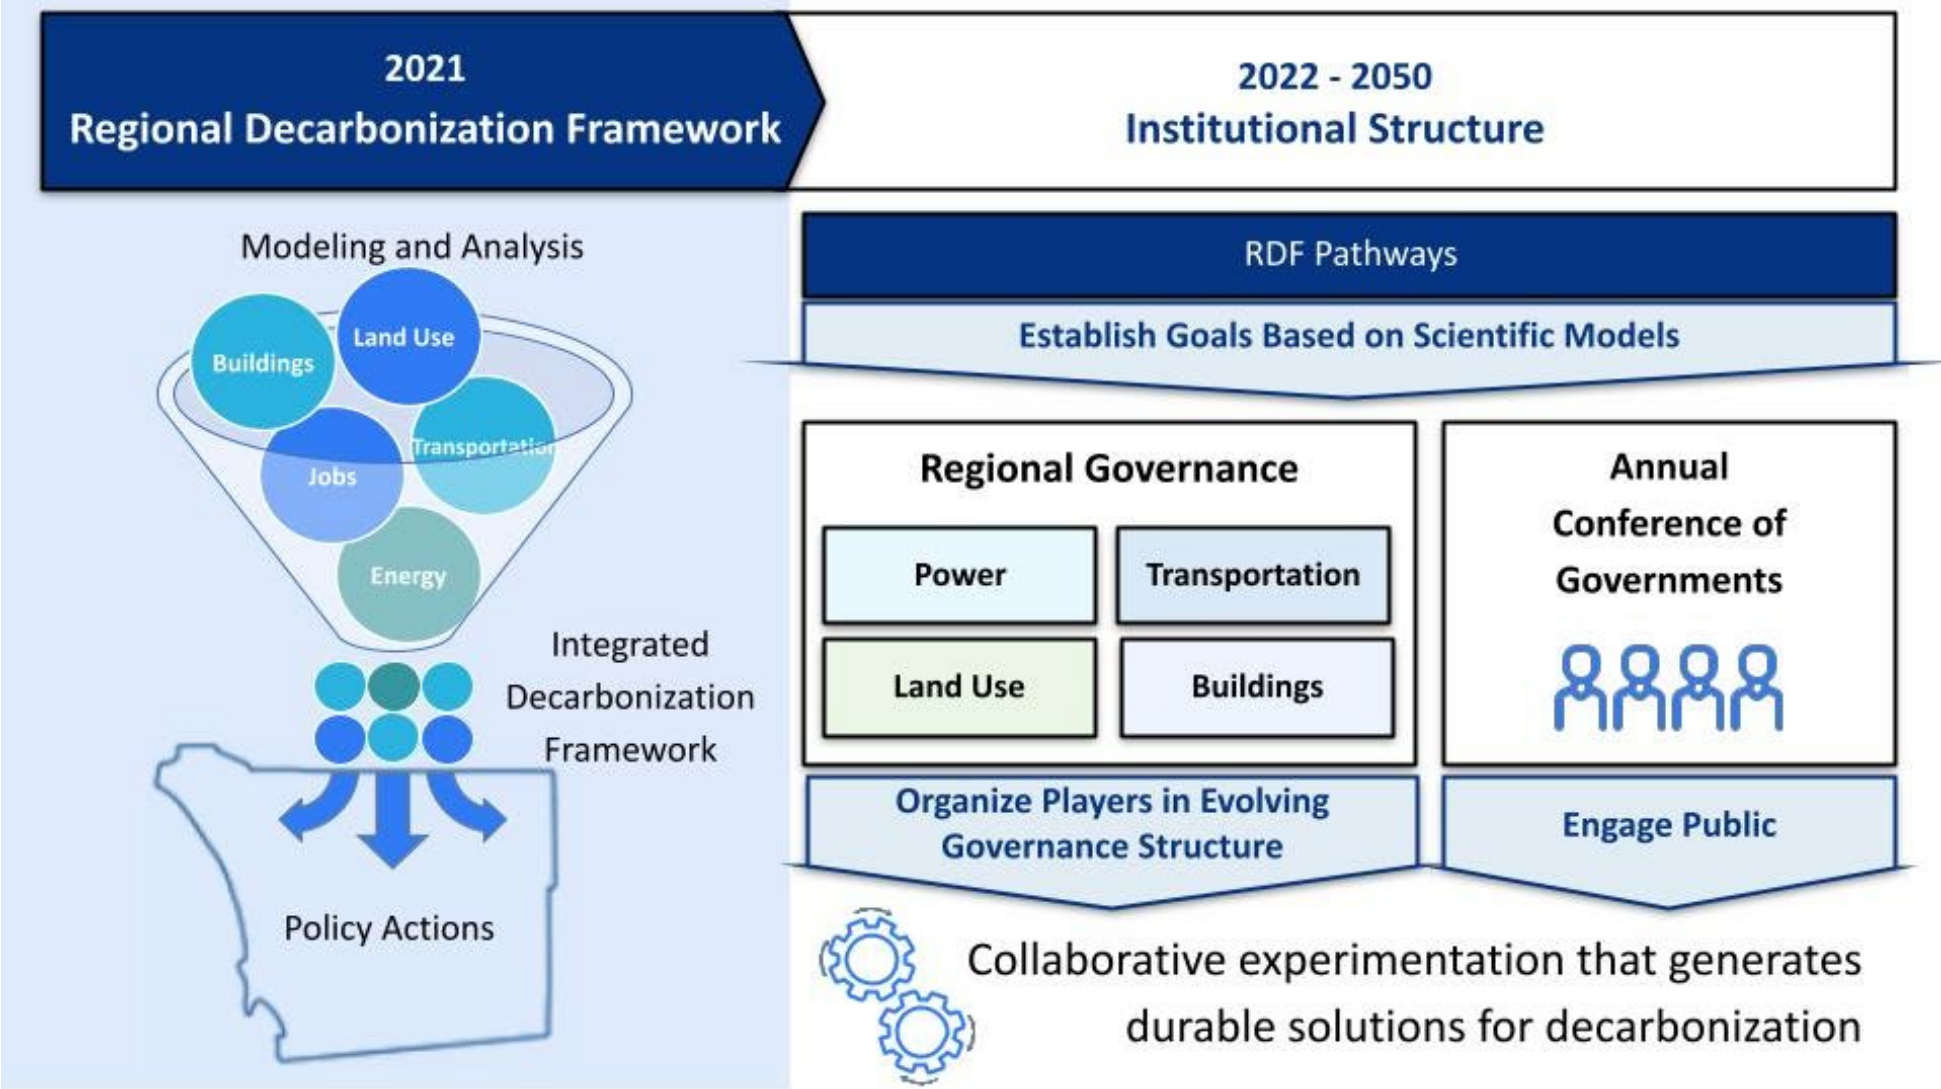 2021
Regional Decarbonization Framework
2022 - 2050
Institutional Structure
Modeling and Analysis
Land Use
Buildings
Transportation
Jobs
Energy
Integrated
Decarbonization
Framework
Policy Actions
RDF Pathways
Establish Goals Based on Scientific Models
Regional Governance
Power
Transportation
Land Use
Buildings
Annual
Conference of
Governments
Organize Players in Evolving
Governance Structure
Engage Public
Collaborative experimentation that generates
durable solutions for decarbonization